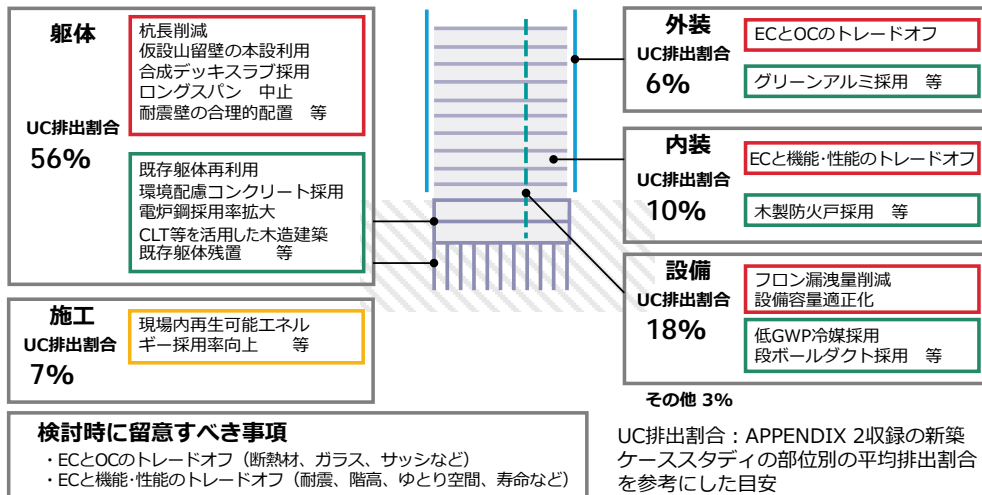 躯体
UC排出割合
56%
杭長削減
仮設山留壁の本設利用
合成デッキスラブ採用
ロングスパン 中止
耐震壁の合理的配置 等
既存躯体再利用
環境配慮コンクリート採用
電炉鋼採用率拡大
CLT等を活用した木造建築
既存躯体残置 等
施工
UC排出割合
7%
現場内再生可能エネル
ギー採用率向上 等
外装
UC排出割合
6%
ECとOCのトレードオフ
グリーンアルミ採用 等
内装
UC排出割合
10%
ECと機能・性能のトレードオフ
木製防火戸採用 等
設備
UC排出割合
18%
フロン漏洩量削減
設備容量適正化
低GWP冷媒採用
段ボールダクト採用 等
その他 3%
検討時に留意すべき事項
・ECとOCのトレードオフ（断熱材、ガラス、サッシなど）
・ECと機能・性能のトレードオフ（耐震、階高、ゆとり空間、寿命など）
UC排出割合：APPENDIX 2収録の新築
ケーススタディの部位別の平均排出割合
を参考にした目安